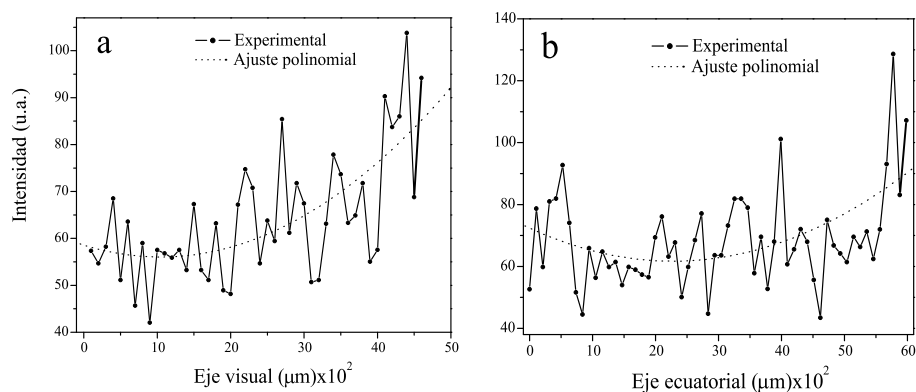 a
Experimental
Ajuste polinomial
Intensidad (u.a.)
100
90
80
70
60
50
40
0
10
20
30
40
50
Eje visual (μm)x10²
b
Experimental
Ajuste polinomial
140
120
100
80
60
40
0
10
20
30
40
50
60
Eje ecuatorial (μm)x10²